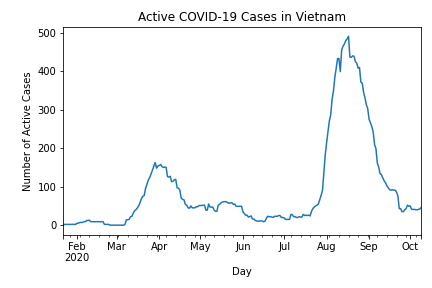 Active COVID-19 Cases in Vietnam
Number of Active Cases
500
400
300
200
100
0
Feb
2020
Mar
Apr
May
Jun
Jul
Aug
Sep
Oct
Day